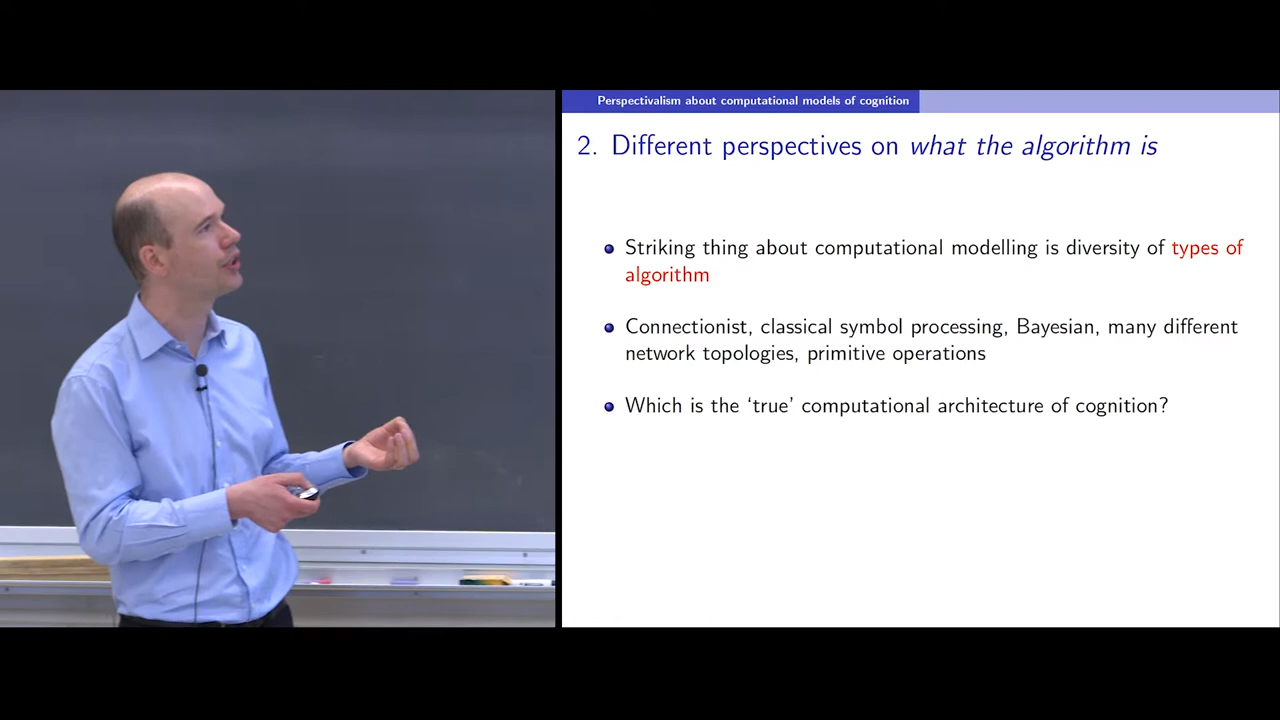 Perspectivalism about computational models of cognition
2. Different perspectives on what the algorithm is
Striking thing about computational modelling is diversity of types of
algorithm
Connectionist, classical symbol processing, Bayesian, many different
network topologies, primitive operations
Which is the ‘true’ computational architecture of cognition?